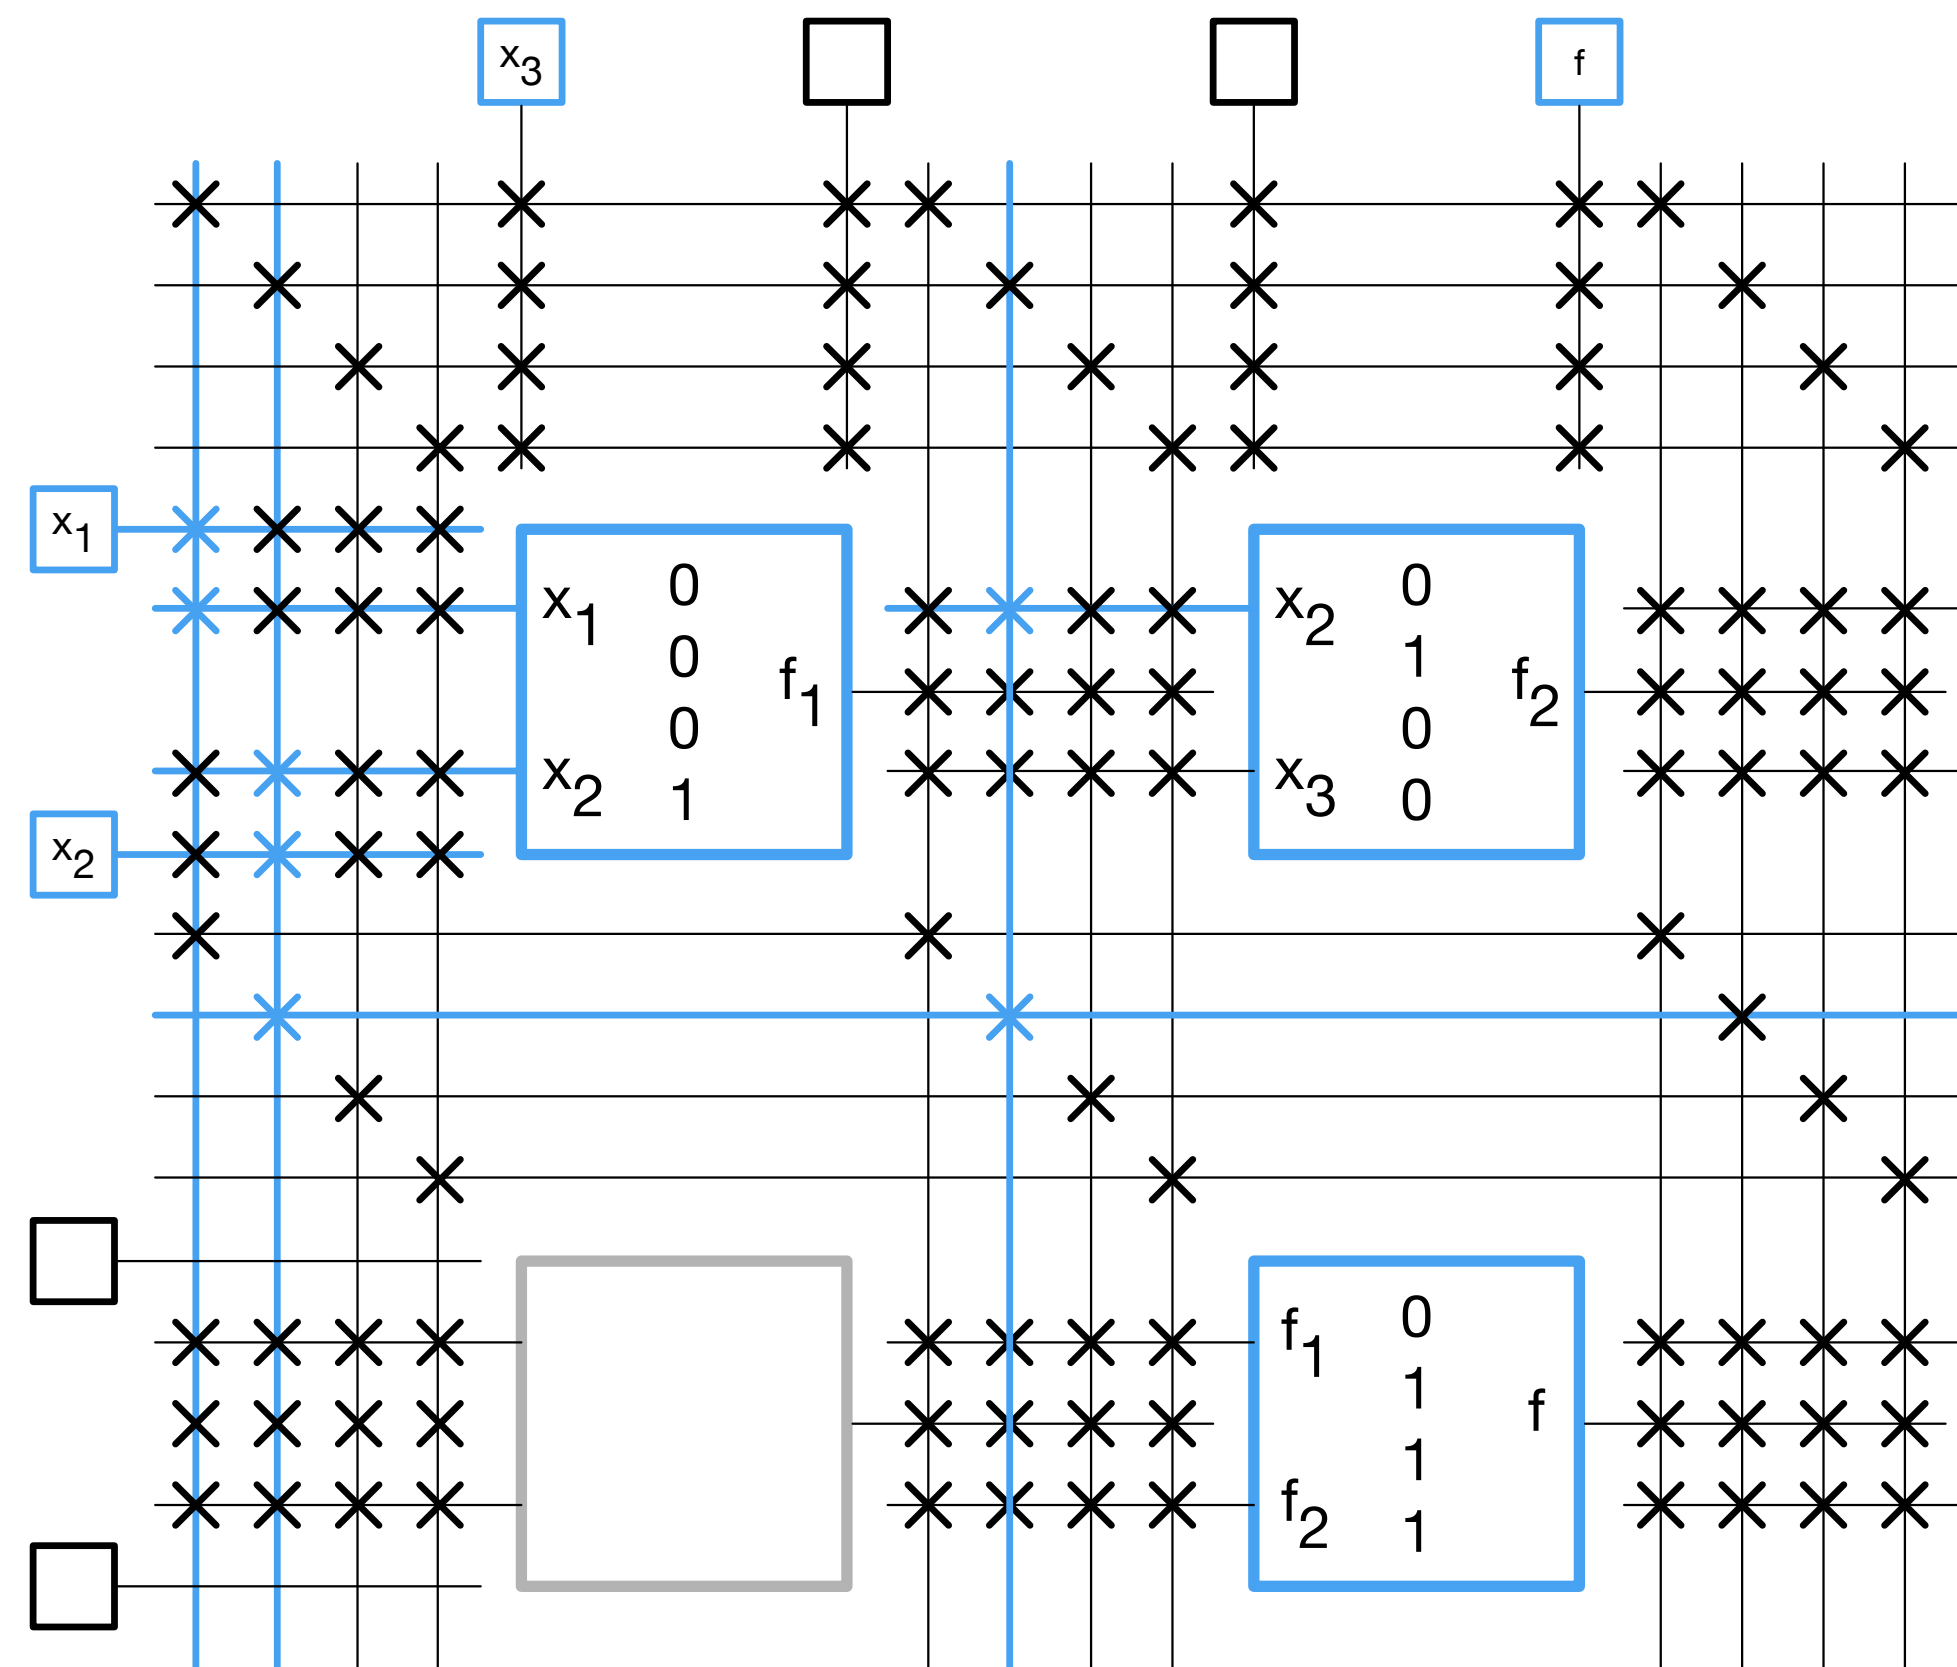 x₃
f
x₁
x₁ 0 x₂ 0
0 1
f₁ f₂
0 0
x₂ 1 x₃ 0
x₂
f₁ 0
1
f
1
f₂ 1